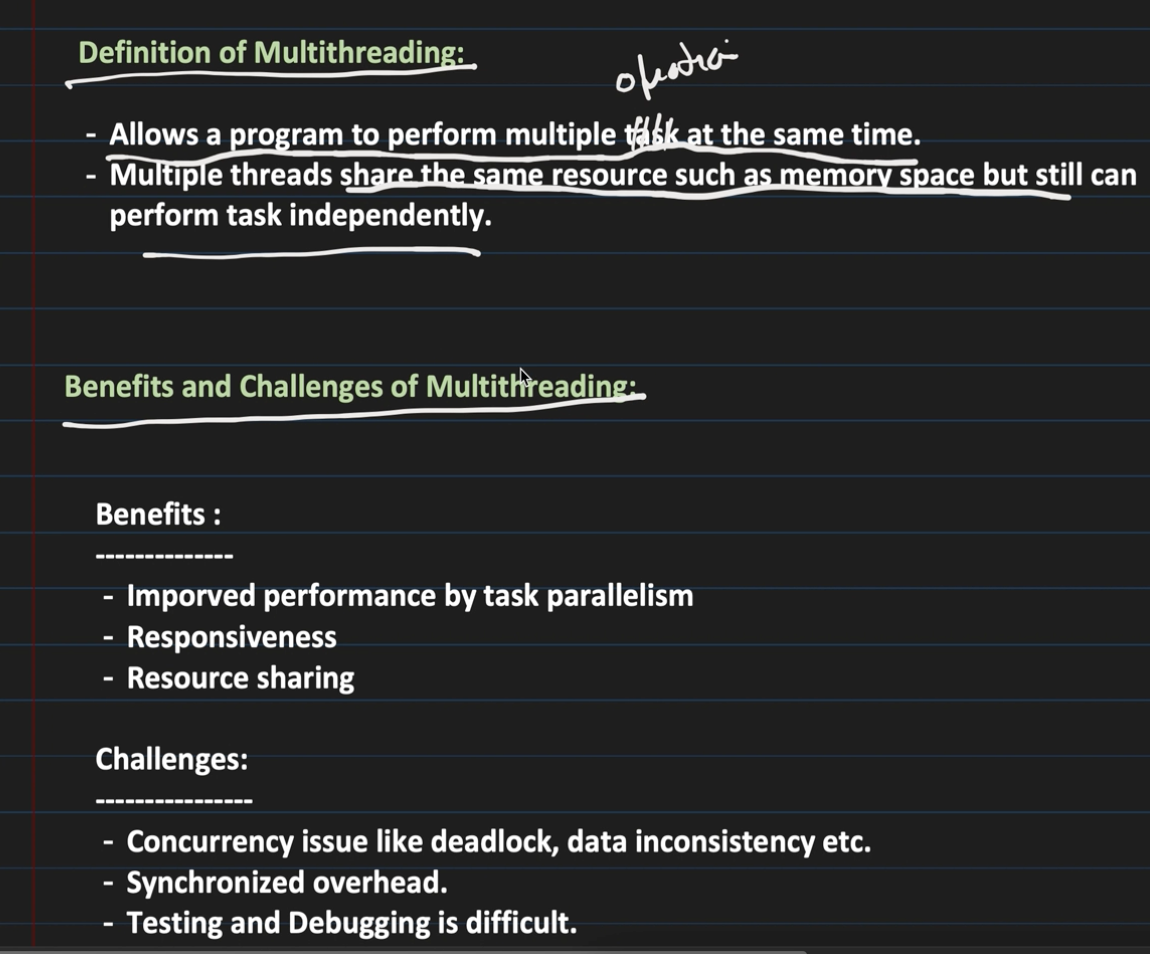 Definition of Multithreading:
operation
- Allows a program to perform multiple task at the same time.
- Multiple threads share the same resource such as memory space but still can
perform task independently.
Benefits and Challenges of Multithreading:
Benefits :
--------------
- Imporved performance by task parallelism
- Responsiveness
- Resource sharing
Challenges:
----------------
- Concurrency issue like deadlock, data inconsistency etc.
- Synchronized overhead.
- Testing and Debugging is difficult.